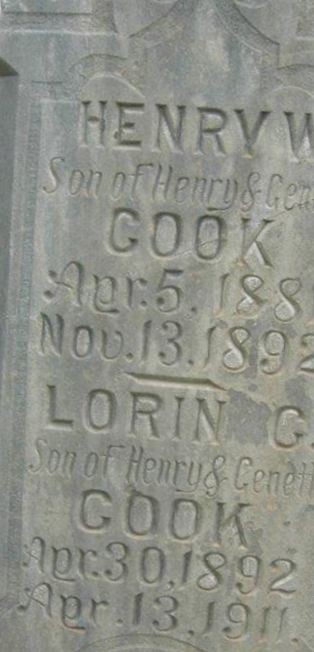 HENRY W
Son of Henry & Gen
COOK
Apr. 5, 188
Nov. 13, 1892
LORIN G.
Son of Henry & Genett
COOK
Apr. 30, 1892
Apr. 13, 1911.